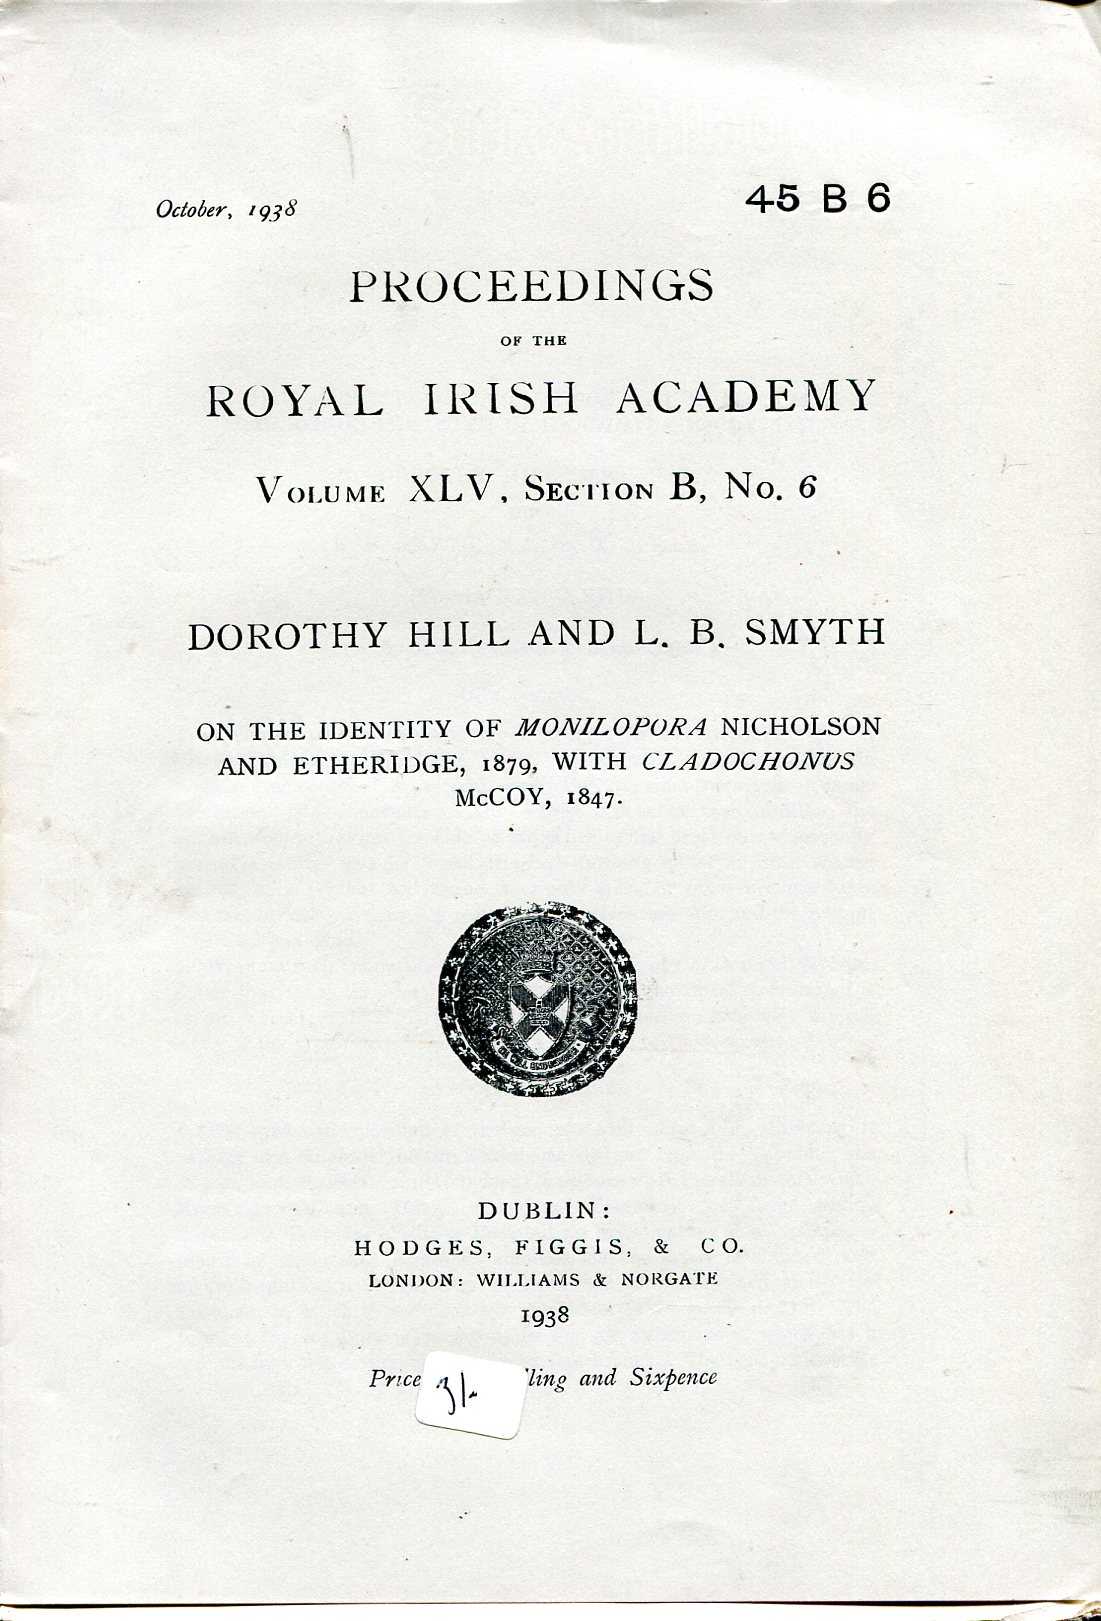 October, 1938
45 B 6
PROCEEDINGS
OF THE
ROYAL IRISH ACADEMY
VOLUME XLV, SECTION B, No. 6
DOROTHY HILL AND L. B. SMYTH
ON THE IDENTITY OF MONILOPORA NICHOLSON
AND ETHERIDGE, 1879, WITH CLADOCHONUS
McCOY, 1847.
DUBLIN:
HODGES, FIGGIS, & CO.
LONDON: WILLIAMS & NORGATE
1938
Price lling and Sixpence
3/-